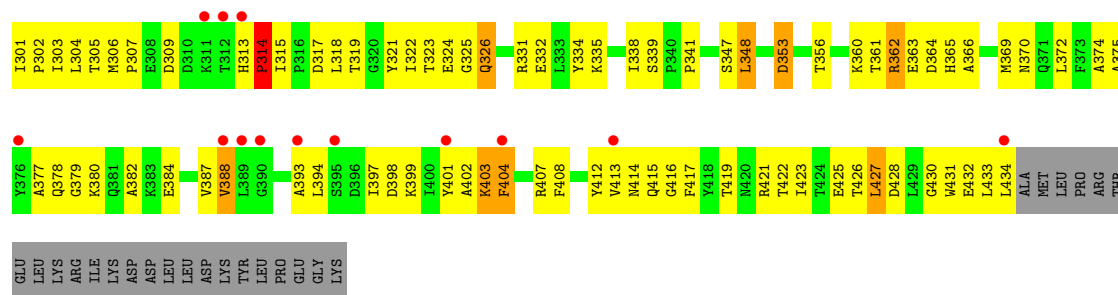 I301 P302 I303 L304 T305 M306 P307 E308 D309 D310 K311 T312 H313 P314 I315 P316 D317 L318 T319 G320 Y321 I322 T323 E324 G325 Q326 R331 E332 L333 Y334 K335 I338 S339 P340 P341 S347 L348 D353 T356 K360 T361 R362 E363 D364 H365 A366 M369 N370 Q371 L372 F373 A374 A375
Y376 A377 Q378 G379 K380 Q381 A382 K383 E384 V387 V388 L389 G390 A393 L394 S395 D396 I397 D398 K399 I400 Y401 A402 K403 F404 R407 F408 Y412 V413 N414 Q415 G416 F417 Y418 T419 N420 R421 T422 I423 T424 E425 T426 L427 D428 L429 G430 W431 E432 L433 L434 ALA MET LEU PRO ARG THR
GLU LEU LYS ARG ILE LYS ASP ASP LEU LEU ASP LYS TYR LEU PRO GLU GLY LYS